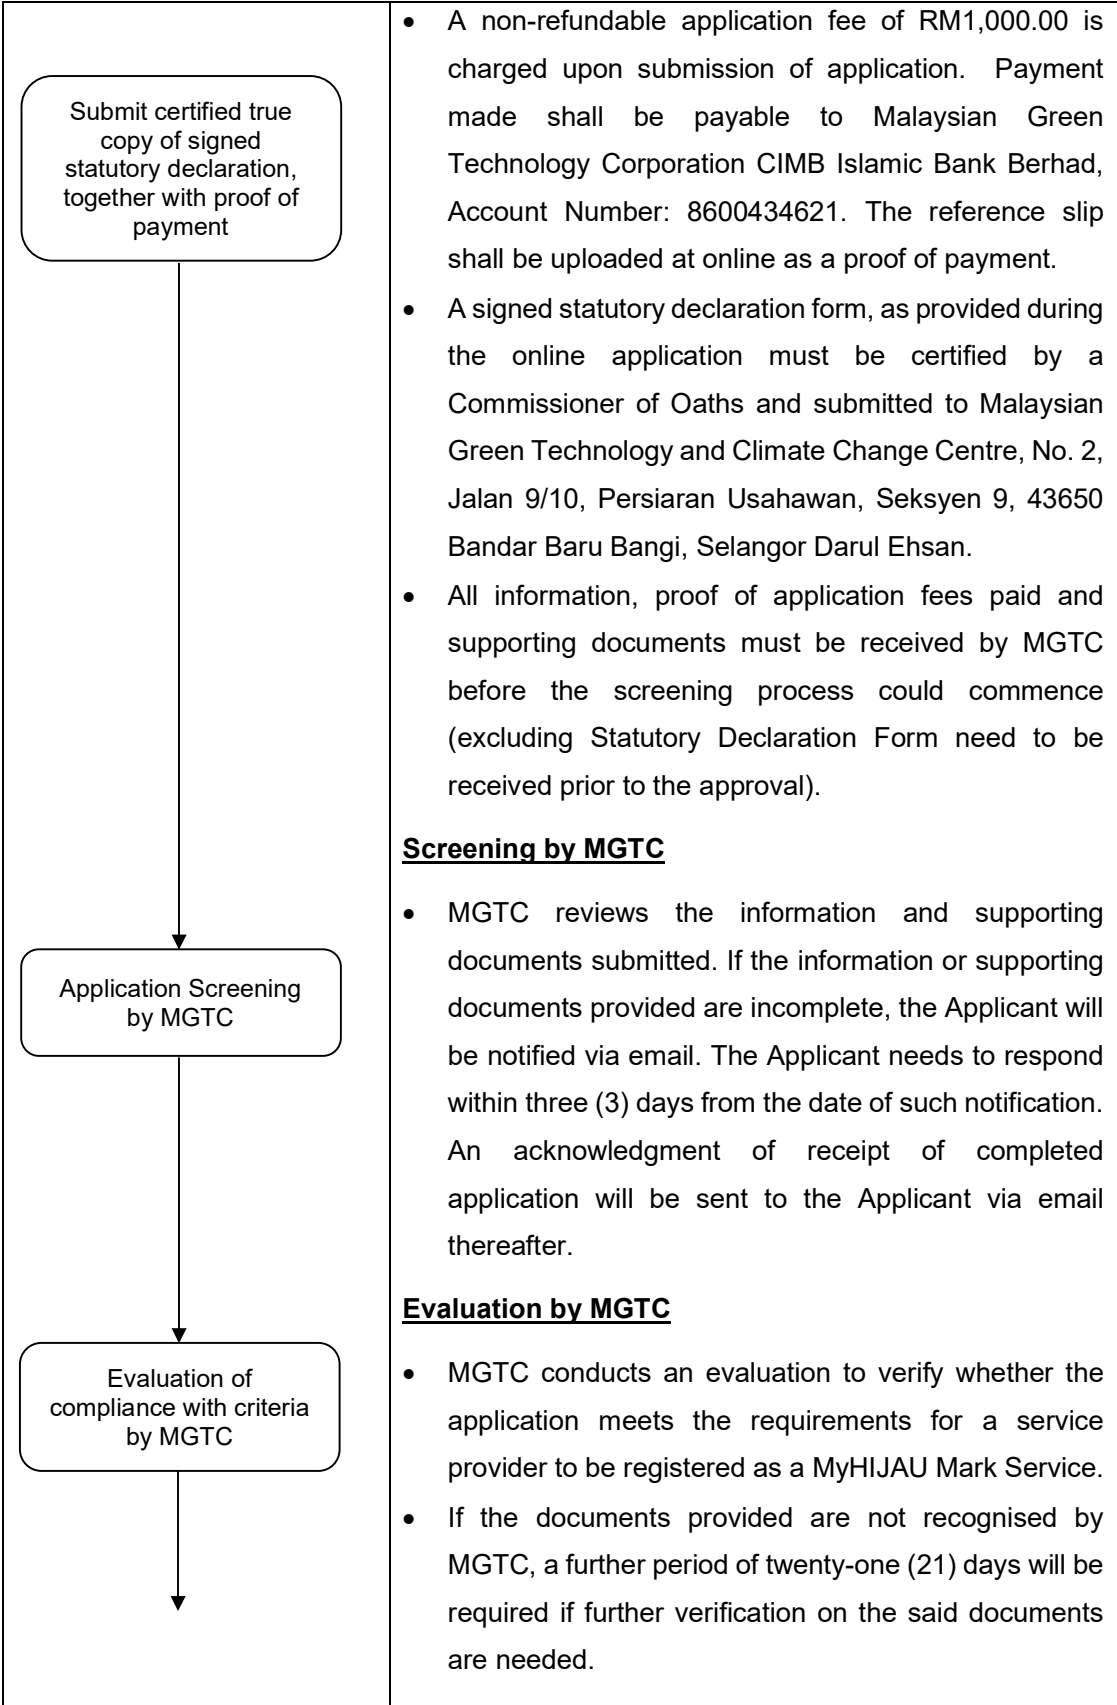 Submit certified true
copy of signed
statutory declaration,
together with proof of
payment
Application Screening
by MGTC
Evaluation of
compliance with criteria
by MGTC
• A non-refundable application fee of RM1,000.00 is
charged upon submission of application. Payment
made shall be payable to Malaysian Green
Technology Corporation CIMB Islamic Bank Berhad,
Account Number: 8600434621. The reference slip
shall be uploaded at online as a proof of payment.
• A signed statutory declaration form, as provided during
the online application must be certified by a
Commissioner of Oaths and submitted to Malaysian
Green Technology and Climate Change Centre, No. 2,
Jalan 9/10, Persiaran Usahawan, Seksyen 9, 43650
Bandar Baru Bangi, Selangor Darul Ehsan.
• All information, proof of application fees paid and
supporting documents must be received by MGTC
before the screening process could commence
(excluding Statutory Declaration Form need to be
received prior to the approval).
Screening by MGTC
• MGTC reviews the information and supporting
documents submitted. If the information or supporting
documents provided are incomplete, the Applicant will
be notified via email. The Applicant needs to respond
within three (3) days from the date of such notification.
An acknowledgment of receipt of completed
application will be sent to the Applicant via email
thereafter.
Evaluation by MGTC
• MGTC conducts an evaluation to verify whether the
application meets the requirements for a service
provider to be registered as a MyHIJAU Mark Service.
• If the documents provided are not recognised by
MGTC, a further period of twenty-one (21) days will be
required if further verification on the said documents
are needed.